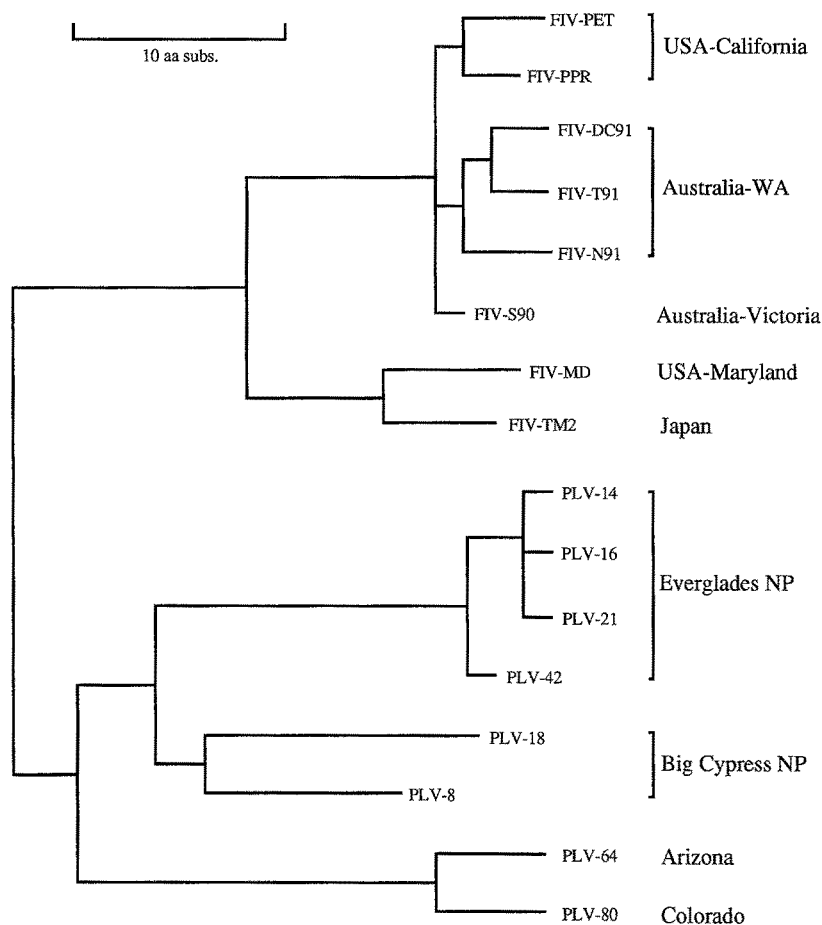 10 aa subs.
FIV-PET
USA-California
FIV-PPR
FIV-DC91
FIV-T91
Australia-WA
FIV-N91
FIV-S90
Australia-Victoria
FIV-MD
USA-Maryland
FIV-TM2
Japan
PLV-14
PLV-16
Everglades NP
PLV-21
PLV-42
PLV-18
Big Cypress NP
PLV-8
PLV-64
Arizona
PLV-80
Colorado